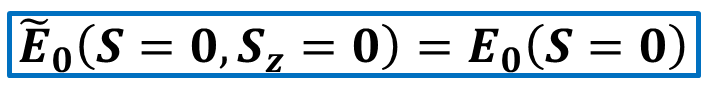 Ẽ₀(S = 0, S_z = 0) = E₀(S = 0)